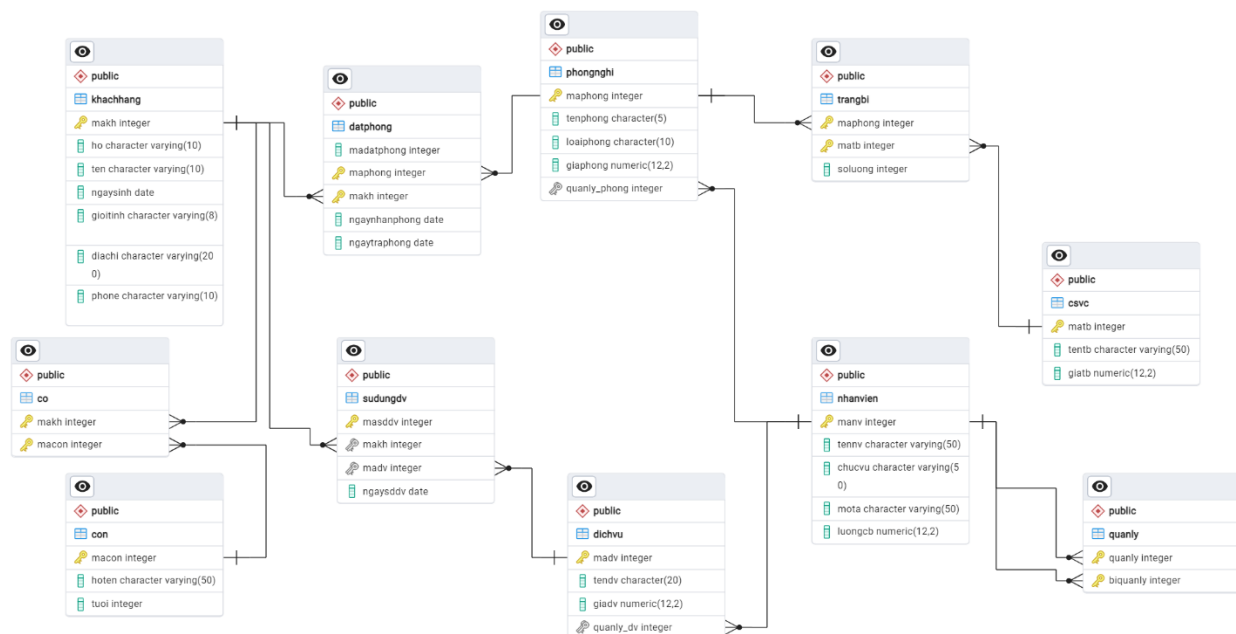 public
khachhang
makh integer
ho character varying(10)
ten character varying(10)
ngaysinh date
gioitinh character varying(8)
diachi character varying(20
0)
phone character varying(10)
public
datphong
madatphong integer
maphong integer
makh integer
ngaynhanphong date
ngaytraphong date
public
phongnghi
maphong integer
tenphong character(5)
loaiphong character(10)
giaphong numeric(12,2)
quanly_phong integer
public
trangbi
maphong integer
matb integer
soluong integer
public
csvc
matb integer
tentb character varying(50)
giatb numeric(12,2)
public
co
makh integer
macon integer
public
con
macon integer
hoten character varying(50)
tuoi integer
public
sudungdv
masddv integer
makh integer
madv integer
ngaysddv date
public
dichvu
madv integer
tendv character(20)
giadv numeric(12,2)
quanly_dv integer
public
nhanvien
manv integer
tennv character varying(50)
chucvu character varying(5
0)
mota character varying(50)
luongcb numeric(12,2)
public
quanly
quanly integer
biquanly integer